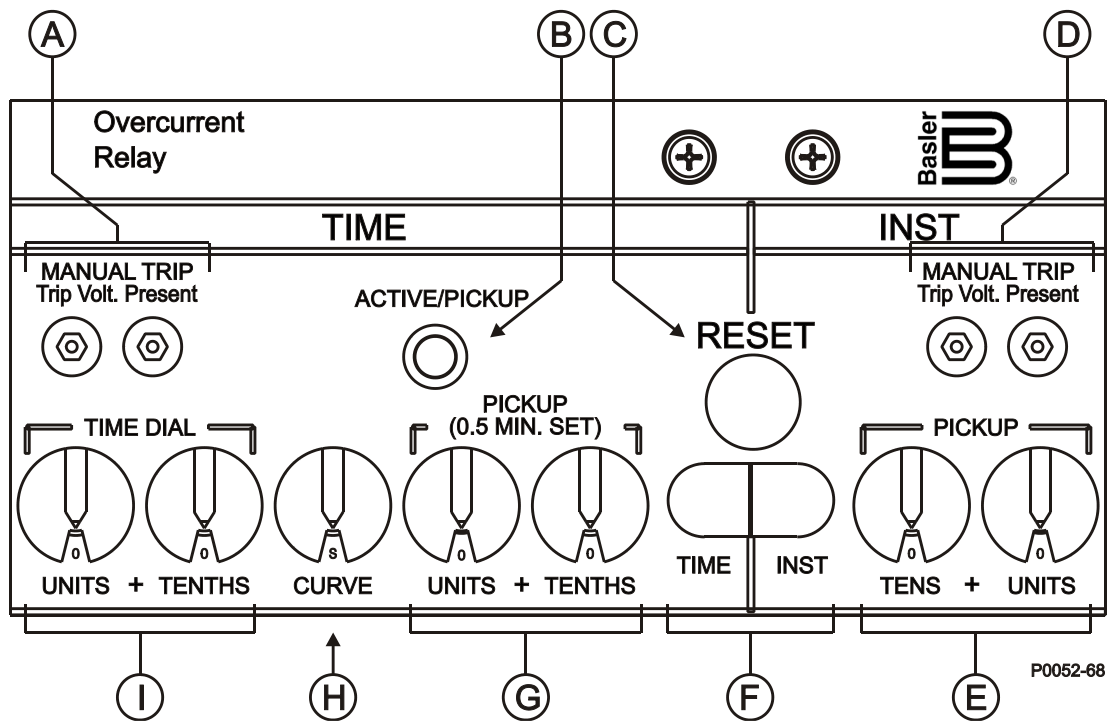 A B C D
Overcurrent
Relay
Basler
B
®
TIME INST
MANUAL TRIP
Trip Volt. Present
ACTIVE/PICKUP
RESET
MANUAL TRIP
Trip Volt. Present
TIME DIAL
PICKUP
(0.5 MIN. SET)
PICKUP
0 0 S 0 0 0 0
UNITS + TENTHS CURVE UNITS + TENTHS
TIME INST
TENS + UNITS
P0052-68
I H G F E